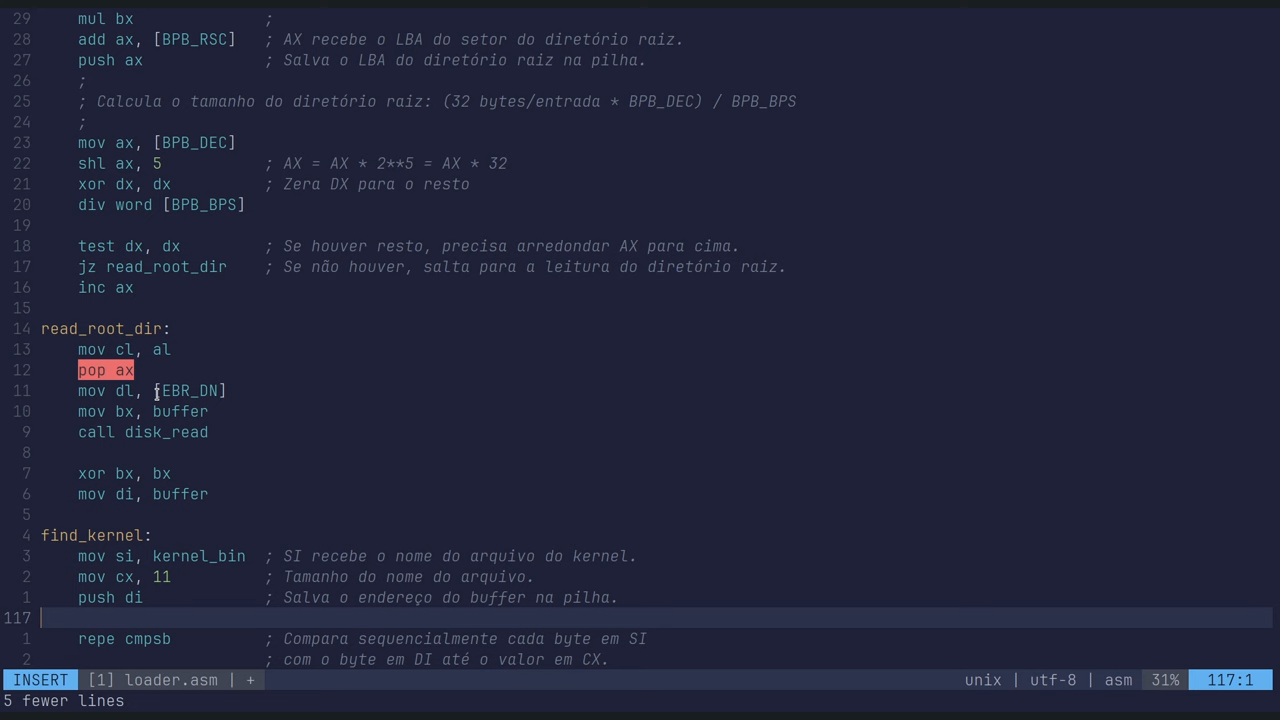 29 mul bx ;
28 add ax, [BPB_RSC] ; AX recebe o LBA do setor do diretório raiz.
27 push ax ; Salva o LBA do diretório raiz na pilha.
26 ;
25 ; Calcula o tamanho do diretório raiz: (32 bytes/entrada * BPB_DEC) / BPB_BPS
24 ;
23 mov ax, [BPB_DEC]
22 shl ax, 5 ; AX = AX * 2**5 = AX * 32
21 xor dx, dx ; Zera DX para o resto
20 div word [BPB_BPS]
19
18 test dx, dx ; Se houver resto, precisa arredondar AX para cima.
17 jz read_root_dir ; Se não houver, salta para a leitura do diretório raiz.
16 inc ax
15
14 read_root_dir:
13 mov cl, al
12 pop ax
11 mov dl, [EBR_DN]
10 mov bx, buffer
9 call disk_read
8
7 xor bx, bx
6 mov di, buffer
5
4 find_kernel:
3 mov si, kernel_bin ; SI recebe o nome do arquivo do kernel.
2 mov cx, 11 ; Tamanho do nome do arquivo.
1 push di ; Salva o endereço do buffer na pilha.
117
1 repe cmpsb ; Compara sequencialmente cada byte em SI
2 ; com o byte em DI até o valor em CX.
INSERT [1] loader.asm | + unix | utf-8 | asm 31% 117:1
5 fewer lines